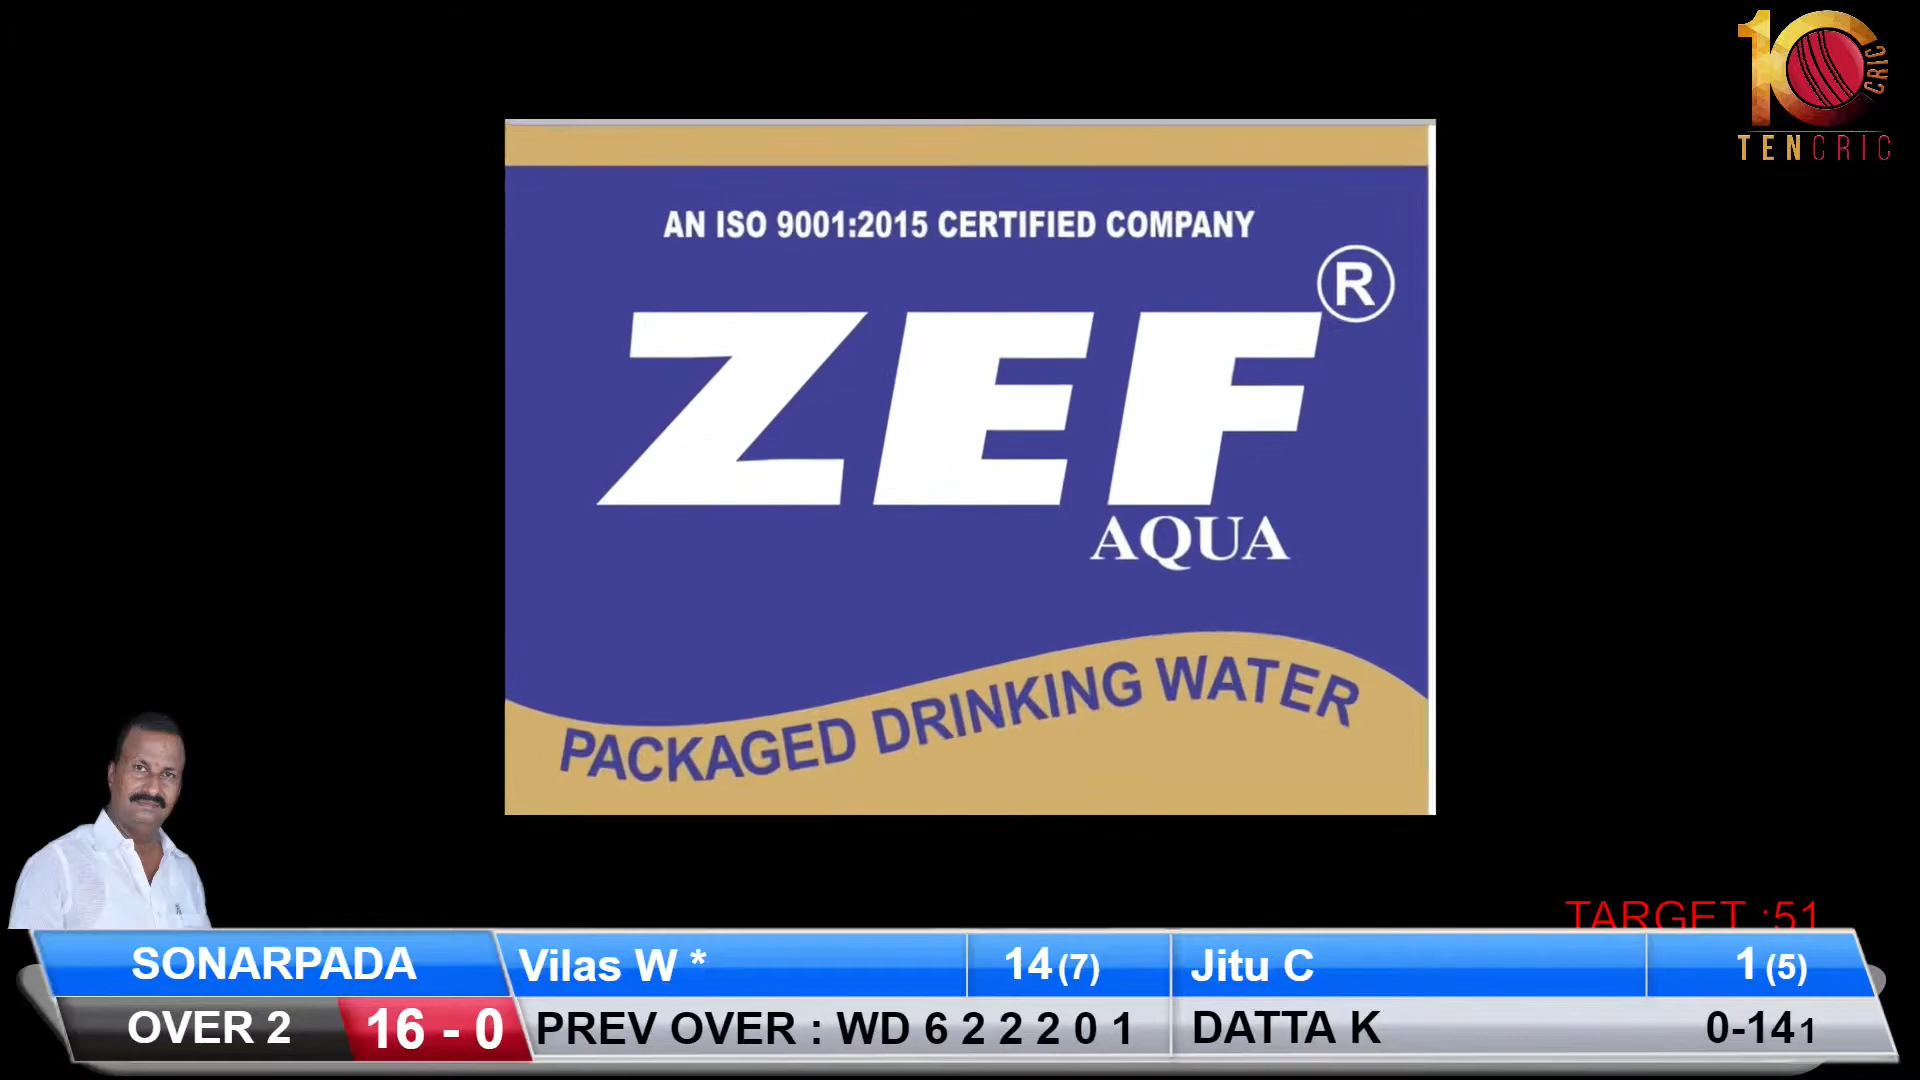 10
CRIC
TENCRIC
AN ISO 9001:2015 CERTIFIED COMPANY
ZEF ®
AQUA
PACKAGED DRINKING WATER
TARGET :51
SONARPADA Vilas W * 14 (7) Jitu C 1 (5)
OVER 2 16 - 0 PREV OVER : WD 6 2 2 2 0 1 DATTA K 0-14 1